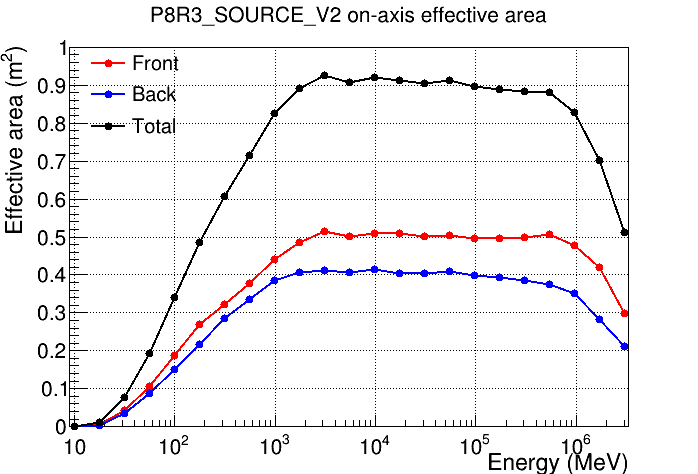 P8R3_SOURCE_V2 on-axis effective area
Effective area (m²)
Front
Back
Total
1
0.9
0.8
0.7
0.6
0.5
0.4
0.3
0.2
0.1
0
10 10² 10³ 10⁴ 10⁵ 10⁶
Energy (MeV)